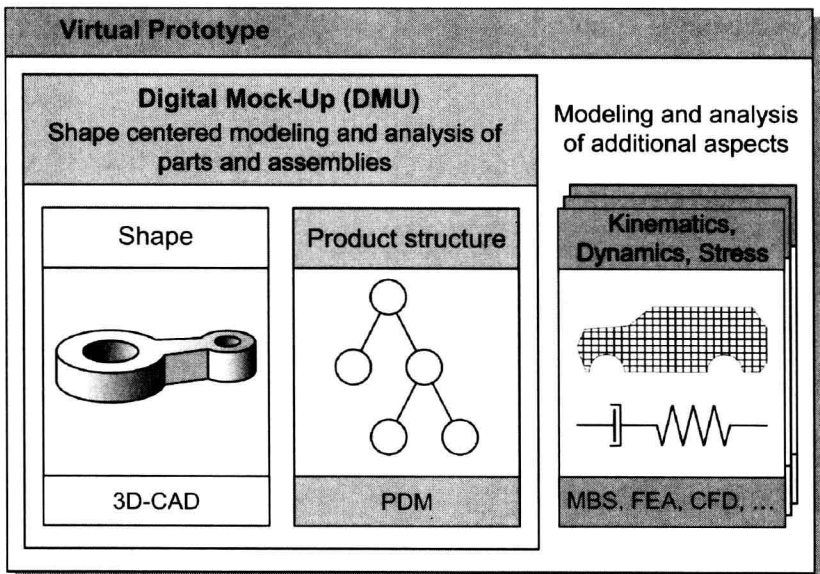 Virtual Prototype
Digital Mock-Up (DMU)
Shape centered modeling and analysis of
parts and assemblies
Modeling and analysis
of additional aspects
Shape
Product structure
Kinematics,
Dynamics, Stress
3D-CAD
PDM
MBS, FEA, CFD, ...